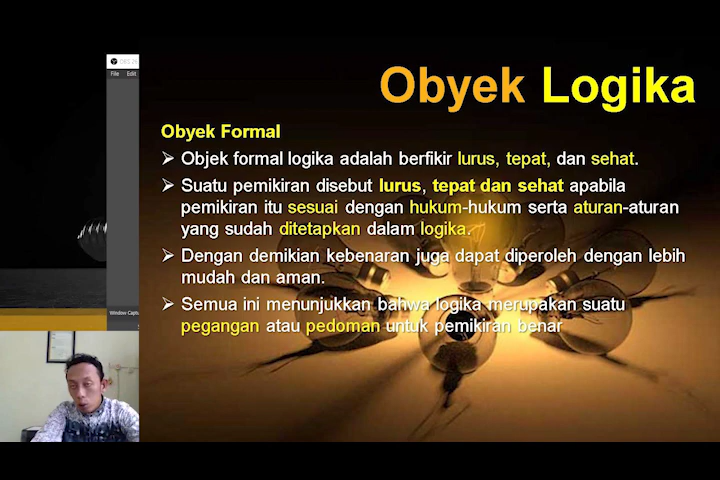 Obyek Logika
File Edit
Obyek Formal
Objek formal logika adalah berfikir lurus, tepat, dan sehat.
Suatu pemikiran disebut lurus, tepat dan sehat apabila
pemikiran itu sesuai dengan hukum-hukum serta aturan-aturan
yang sudah ditetapkan dalam logika.
Dengan demikian kebenaran juga dapat diperoleh dengan lebih
mudah dan aman.
Semua ini menunjukkan bahwa logika merupakan suatu
pegangan atau pedoman untuk pemikiran benar
Window Captu